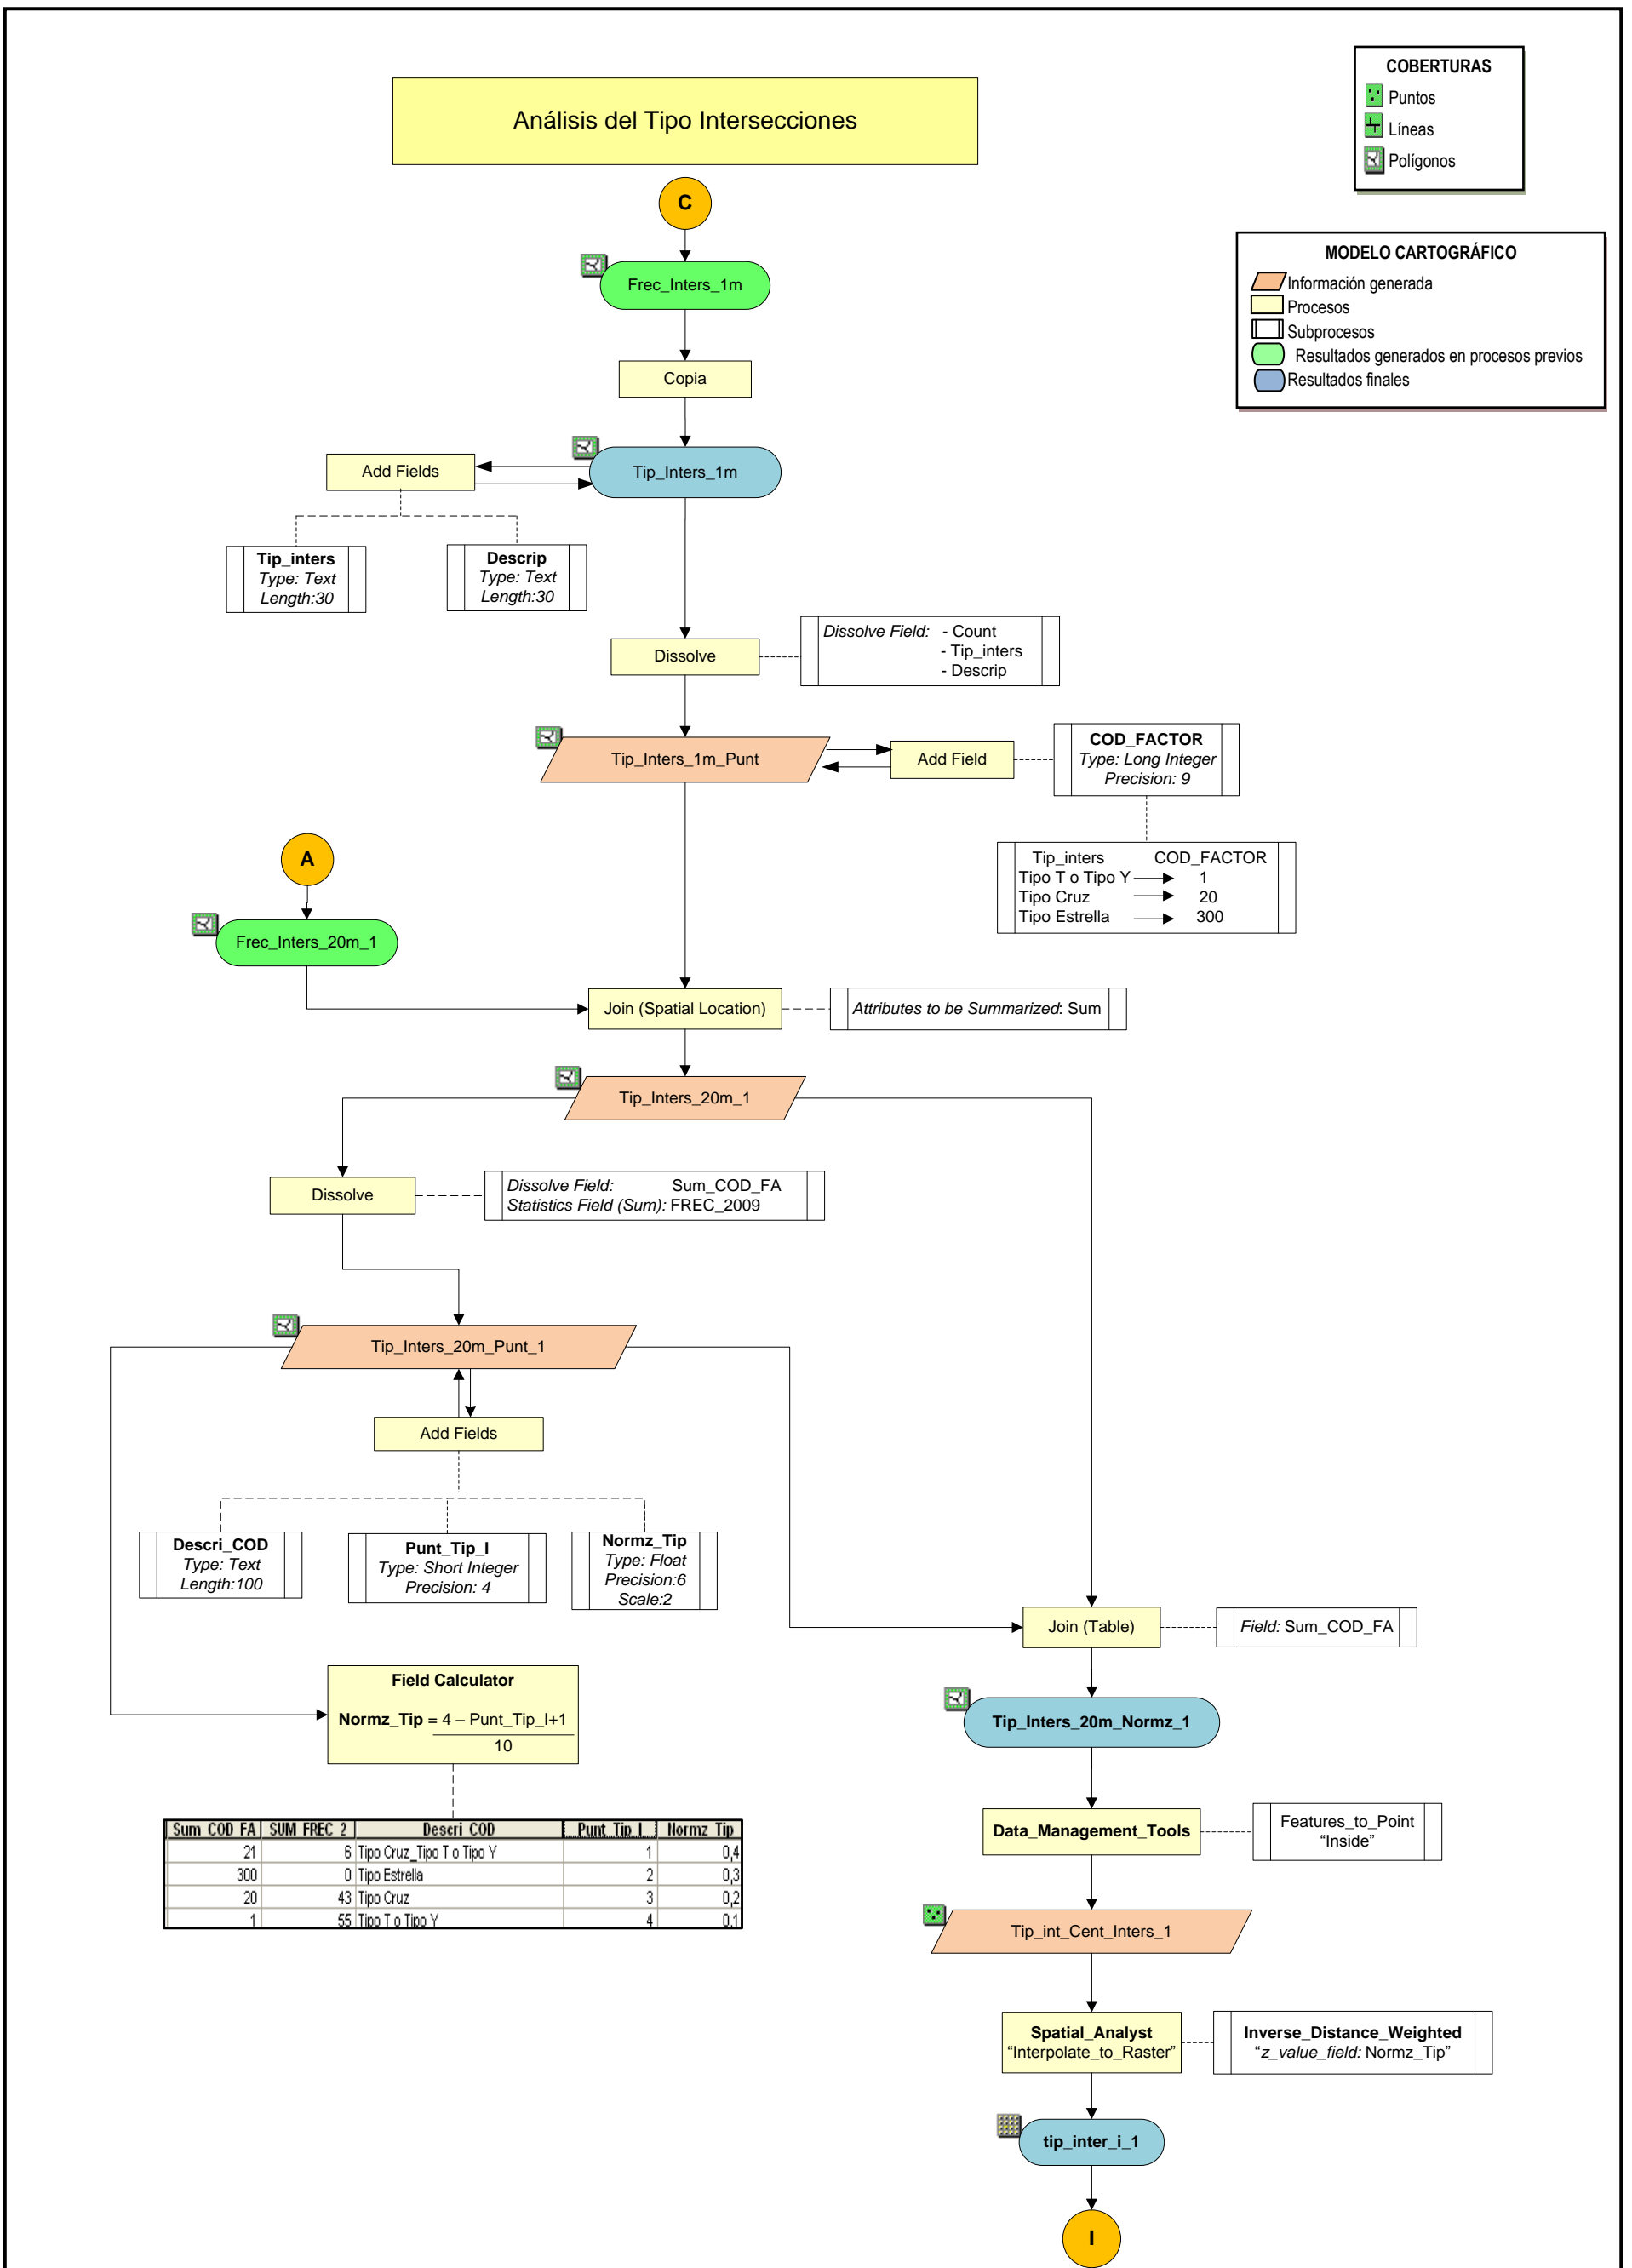 Análisis del Tipo Intersecciones
COBERTURAS
Puntos
Líneas
Polígonos
MODELO CARTOGRÁFICO
Información generada
Procesos
Subprocesos
Resultados generados en procesos previos
Resultados finales
C
Frec_Inters_1m
Copia
Add Fields
Tip_Inters_1m
Tip_inters
Type: Text
Length:30
Descrip
Type: Text
Length:30
Dissolve
Dissolve Field: - Count
- Tip_inters
- Descrip
Tip_Inters_1m_Punt
Add Field
COD_FACTOR
Type: Long Integer
Precision: 9
Tip_inters COD_FACTOR
Tipo T o Tipo Y 1
Tipo Cruz 20
Tipo Estrella 300
A
Frec_Inters_20m_1
Join (Spatial Location)
Attributes to be Summarized: Sum
Tip_Inters_20m_1
Dissolve
Dissolve Field: Sum_COD_FA
Statistics Field (Sum): FREC_2009
Tip_Inters_20m_Punt_1
Add Fields
Descri_COD
Type: Text
Length:100
Punt_Tip_I
Type: Short Integer
Precision: 4
Normz_Tip
Type: Float
Precision:6
Scale:2
Join (Table)
Field: Sum_COD_FA
Field Calculator
Normz_Tip = 4 – Punt_Tip_I+1
10
Tip_Inters_20m_Normz_1
Data_Management_Tools
Features_to_Point
“Inside”
Sum COD FA SUM FREC 2 Descri COD Punt Tip I Normz Tip
21 6 Tipo Cruz_Tipo T o Tipo Y 1 0,4
300 0 Tipo Estrella 2 0,3
20 43 Tipo Cruz 3 0,2
1 55 Tipo T o Tipo Y 4 0,1
Tip_int_Cent_Inters_1
Spatial_Analyst
“Interpolate_to_Raster”
Inverse_Distance_Weighted
“z_value_field: Normz_Tip”
tip_inter_i_1
I